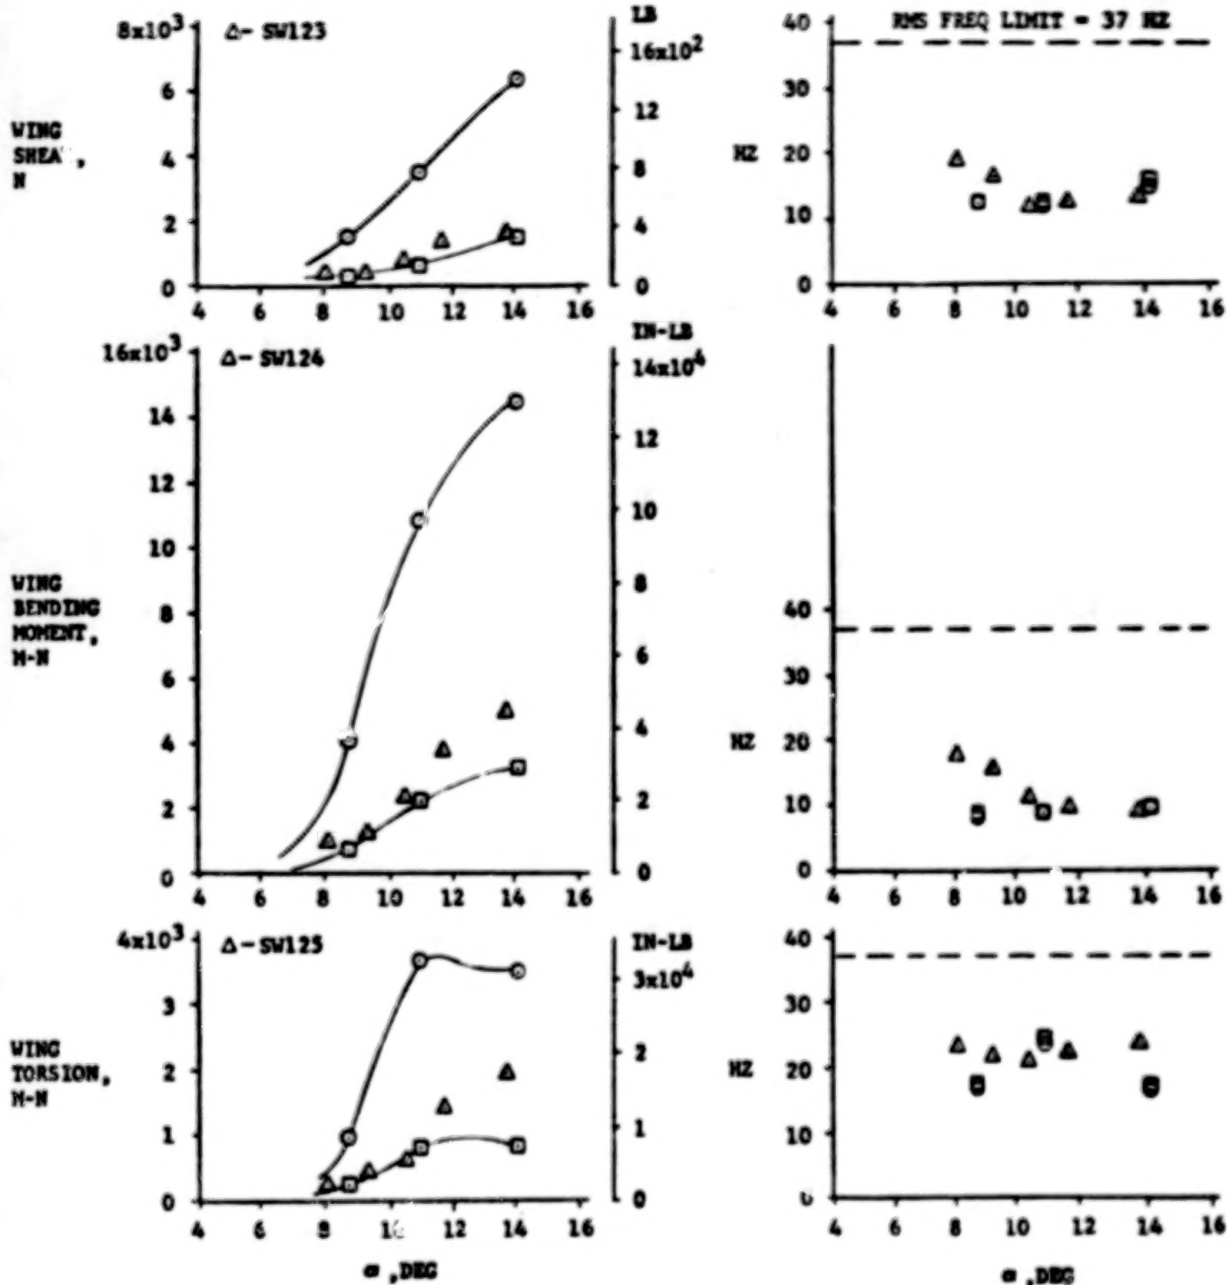 8x10³ Δ- SW123 LB 16x10² 40 RMS FREQ LIMIT = 37 HZ
6 12 30
WING
SHEA ,
N
4 8 HZ 20
2 4 10
0 0 0
4 6 8 10 12 14 16 4 6 8 10 12 14 16
16x10³ Δ- SW124 IN-LB 14x10⁴
14 12
12 10
10 8
WING
BENDING
MOMENT,
M-N
8 6 40
6 4 30
4 2 HZ 20
2 10
0 0 0
4 6 8 10 12 14 16 4 6 8 10 12 14 16
4x10³ Δ- SW125 IN-LB 3x10⁴ 40
3 2 30
WING
TORSION,
M-N
2 1 HZ 20
1 10
0 0 0
4 6 8 10 12 14 16 4 6 8 10 12 14 16
α ,DEG α ,DEG